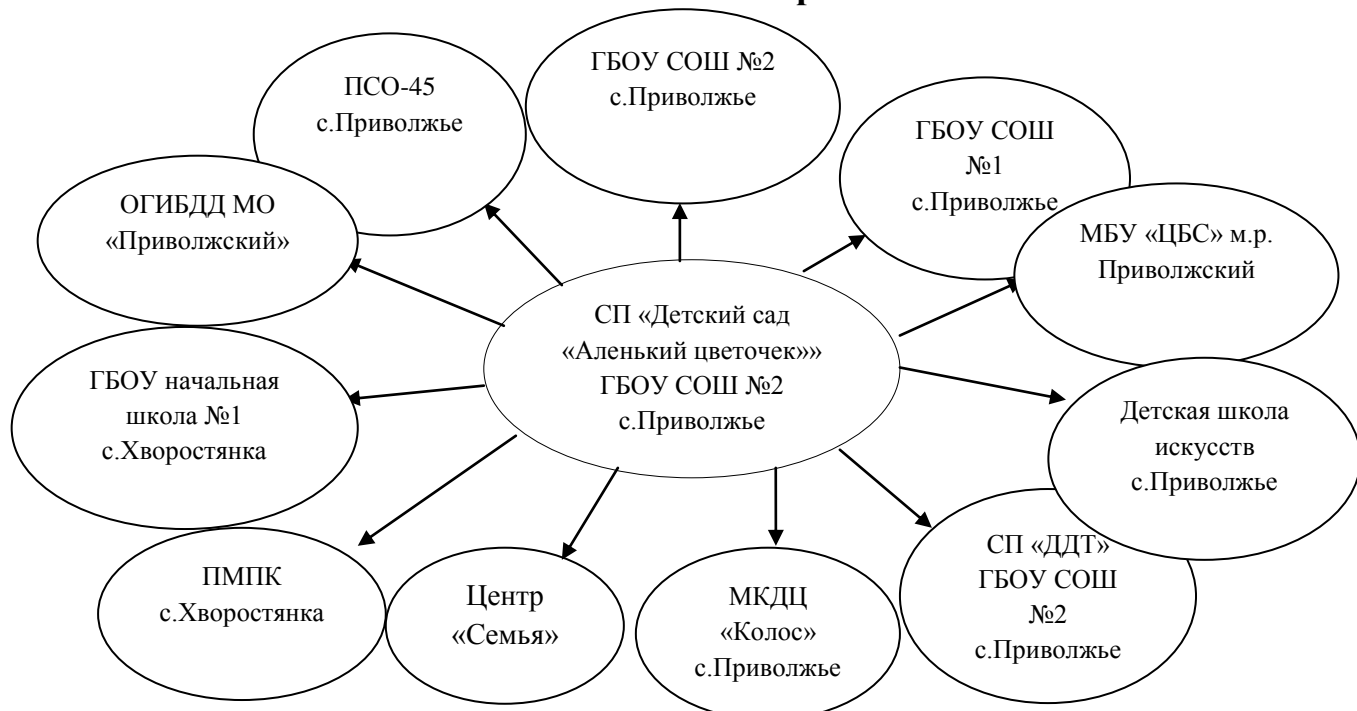 ГБОУ СОШ №2
с.Приволжье
ПСО-45
с.Приволжье
ГБОУ СОШ
№1
с.Приволжье
ОГИБДД МО
«Приволжский»
МБУ «ЦБС» м.р.
Приволжский
СП «Детский сад
«Аленький цветочек»»
ГБОУ СОШ №2
с.Приволжье
ГБОУ начальная
школа №1
с.Хворостянка
Детская школа
искусств
с.Приволжье
ПМПК
с.Хворостянка
Центр
«Семья»
МКДЦ
«Колос»
с.Приволжье
СП «ДДТ»
ГБОУ СОШ
№2
с.Приволжье